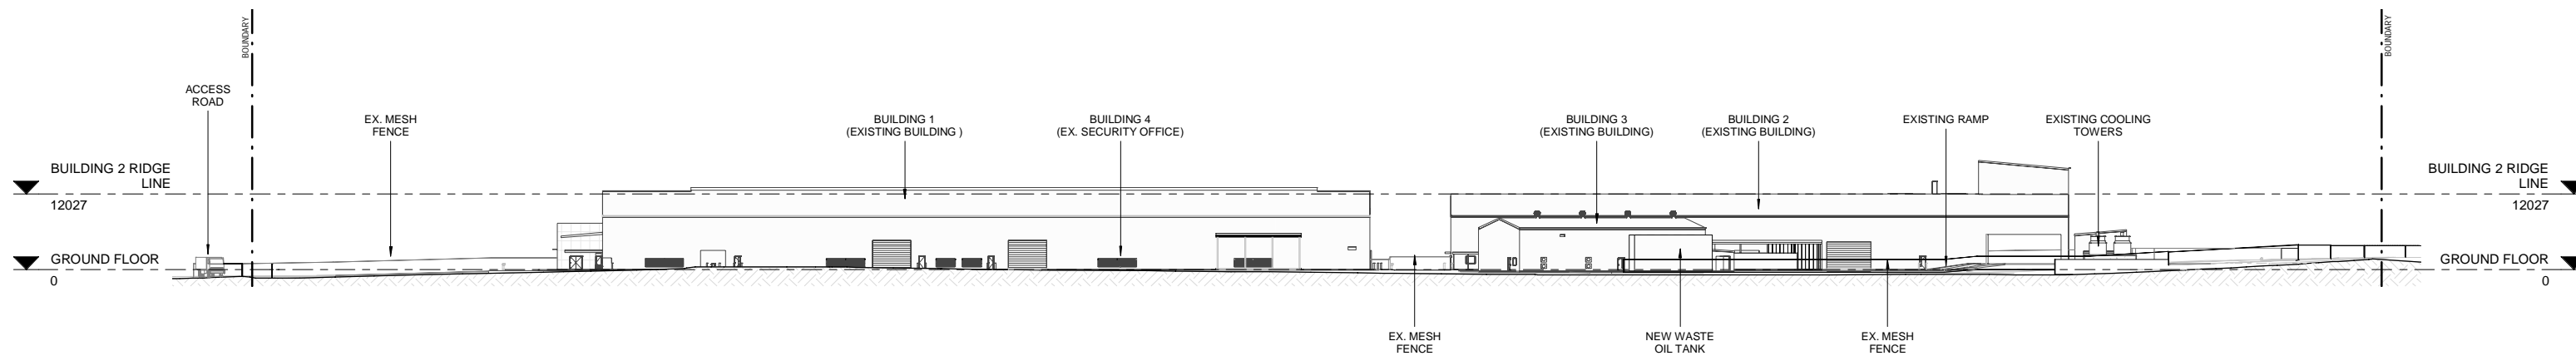 BOUNDARY
BOUNDARY
ACCESS
ROAD
EX. MESH
FENCE
BUILDING 1
(EXISTING BUILDING )
BUILDING 4
(EX. SECURITY OFFICE)
BUILDING 3
(EXISTING BUILDING)
BUILDING 2
(EXISTING BUILDING)
EXISTING RAMP
EXISTING COOLING
TOWERS
BUILDING 2 RIDGE
LINE
12027
BUILDING 2 RIDGE
LINE
12027
GROUND FLOOR
0
GROUND FLOOR
0
EX. MESH
FENCE
NEW WASTE
OIL TANK
EX. MESH
FENCE